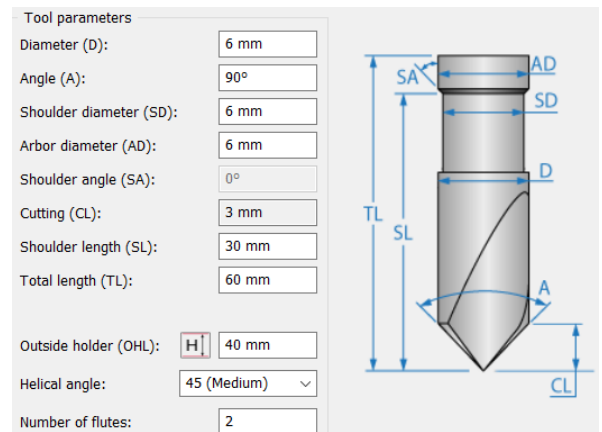 Tool parameters
Diameter (D): 6 mm
Angle (A): 90º
Shoulder diameter (SD): 6 mm
Arbor diameter (AD): 6 mm
Shoulder angle (SA): 0º
Cutting (CL): 3 mm
Shoulder length (SL): 30 mm
Total length (TL): 60 mm
Outside holder (OHL): H 40 mm
Helical angle: 45 (Medium)
Number of flutes: 2
SA
AD
SD
D
TL
SL
A
CL